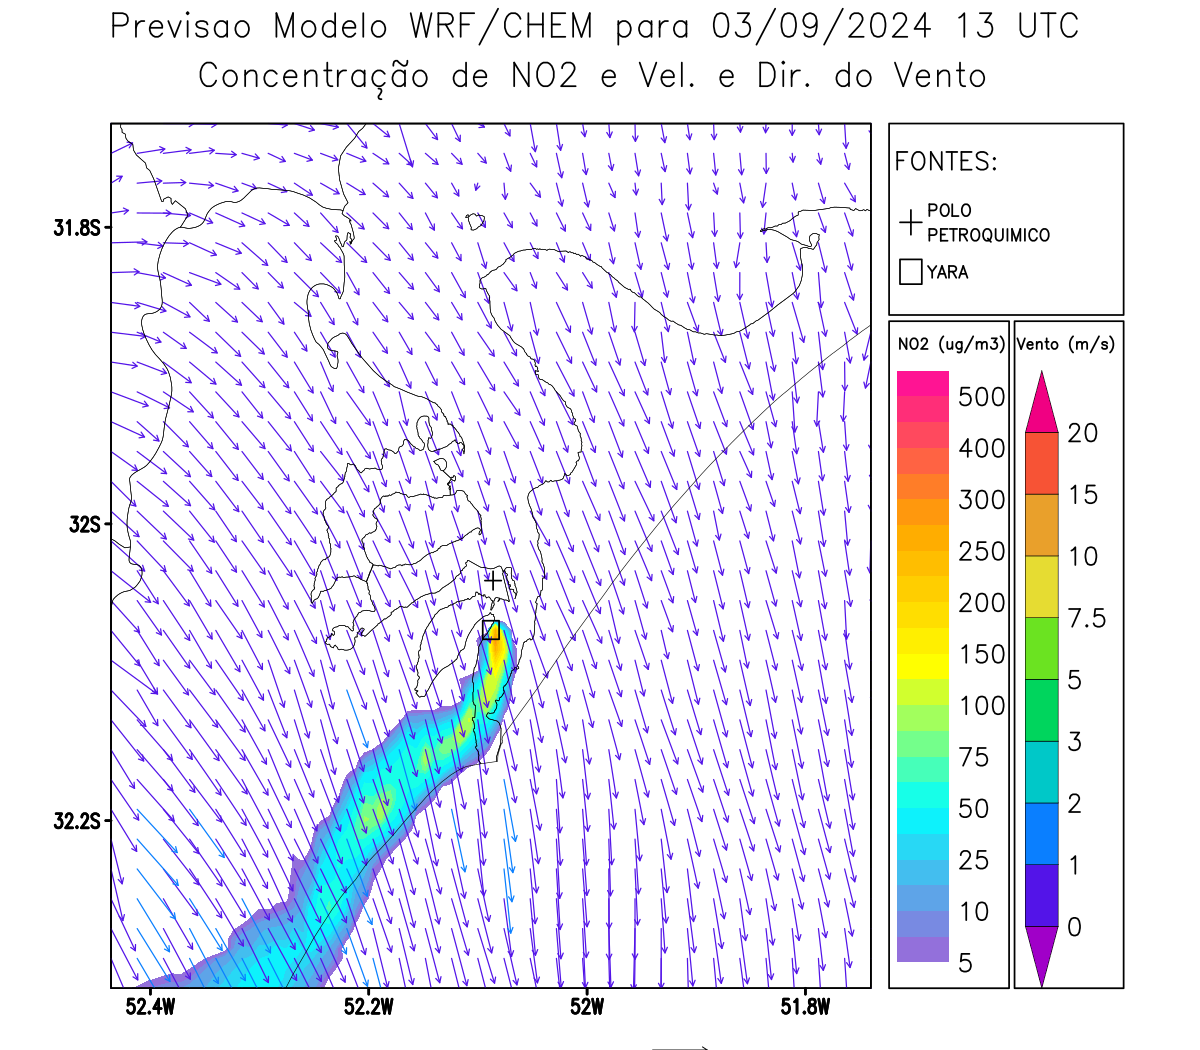 Previsao Modelo WRF/CHEM para 03/09/2024 13 UTC
Concentração de NO2 e Vel. e Dir. do Vento
FONTES:
POLO
PETROQUIMICO
YARA
31.8S
32S
32.2S
52.4W
52.2W
52W
51.8W
NO2 (ug/m3)
500
400
300
250
200
150
100
75
50
25
10
5
Vento (m/s)
20
15
10
7.5
5
3
2
1
0